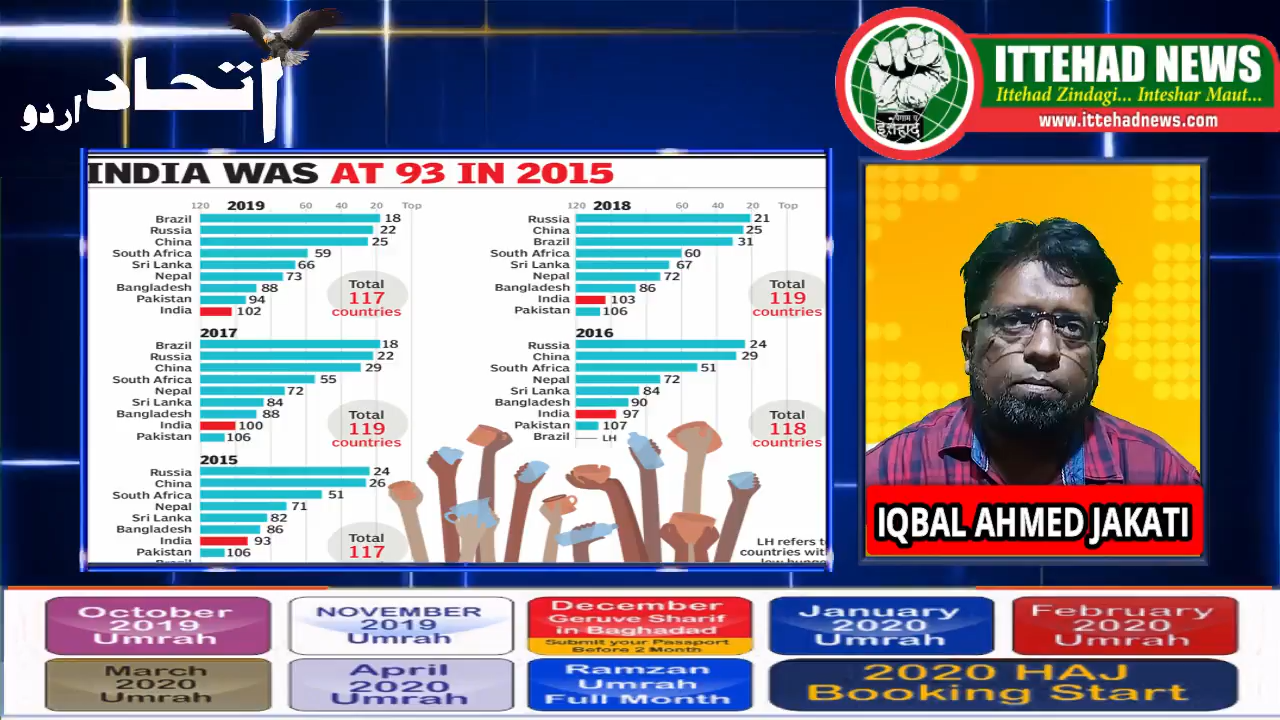 اتحاد
اردو
ITTEHAD NEWS
Ittehad Zindagi... Inteshar Maut...
www.ittehadnews.com
पैग़ाम ए
इत्तेहाद
INDIA WAS AT 93 IN 2015
120 2019 60 40 20 Top
Brazil 18
Russia 22
China 25
South Africa 59
Sri Lanka 66
Nepal 73
Bangladesh 88
Pakistan 94
India 102
Total
117
countries
120 2018 60 40 20 Top
Russia 21
China 25
Brazil 31
South Africa 60
Sri Lanka 67
Nepal 72
Bangladesh 86
India 103
Pakistan 106
Total
119
countries
2017
Brazil 18
Russia 22
China 29
South Africa 55
Nepal 72
Sri Lanka 84
Bangladesh 88
India 100
Pakistan 106
Total
119
countries
2016
Russia 24
China 29
South Africa 51
Nepal 72
Sri Lanka 84
Bangladesh 90
India 97
Pakistan 107
Brazil LH
Total
118
countries
2015
Russia 24
China 26
South Africa 51
Nepal 71
Sri Lanka 82
Bangladesh 86
India 93
Pakistan 106
Total
117
LH refers
countries
IQBAL AHMED JAKATI
October
2019
Umrah
NOVEMBER
2019
Umrah
December
Geruve Sharif
in Baghadad
Submit your Passport
Before 2 Month
January
2020
Umrah
February
2020
Umrah
March
2020
Umrah
April
2020
Umrah
Ramzan
Umrah
Full Month
2020 HAJ
Booking Start